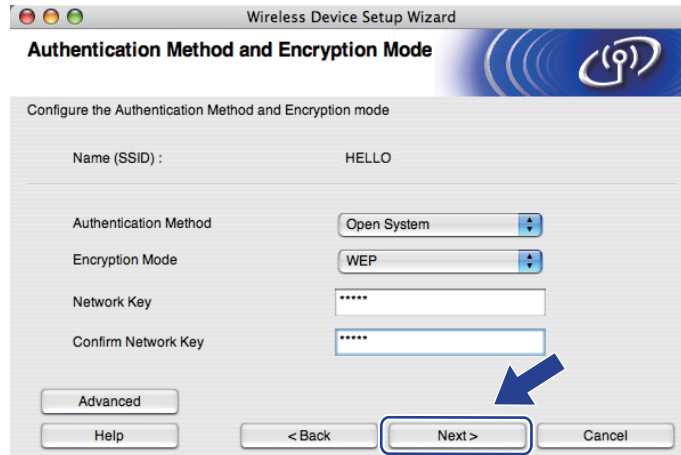 Wireless Device Setup Wizard
Authentication Method and Encryption Mode
Configure the Authentication Method and Encryption mode
Name (SSID) : HELLO
Authentication Method Open System
Encryption Mode WEP
Network Key *****
Confirm Network Key *****
Advanced
Help < Back Next > Cancel